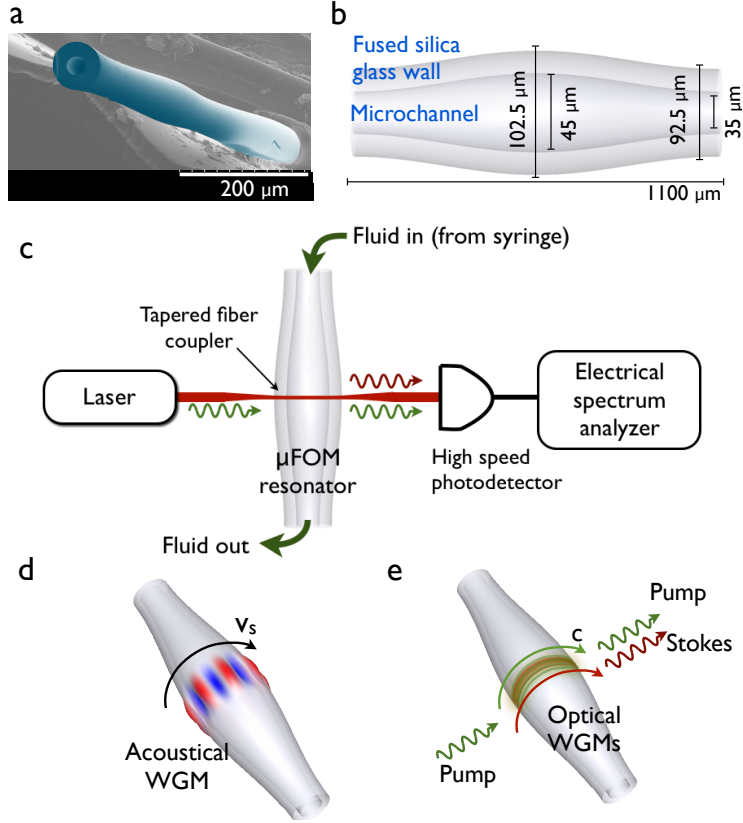 a
200 μm
b
Fused silica
glass wall
Microchannel
102.5 μm
45 μm
92.5 μm
35 μm
1100 μm
c
Fluid in (from syringe)
Tapered fiber
coupler
Laser
μFOM
resonator
High speed
photodetector
Electrical
spectrum
analyzer
Fluid out
d
vs
Acoustical
WGM
e
Pump
Stokes
c
Optical
WGMs
Pump